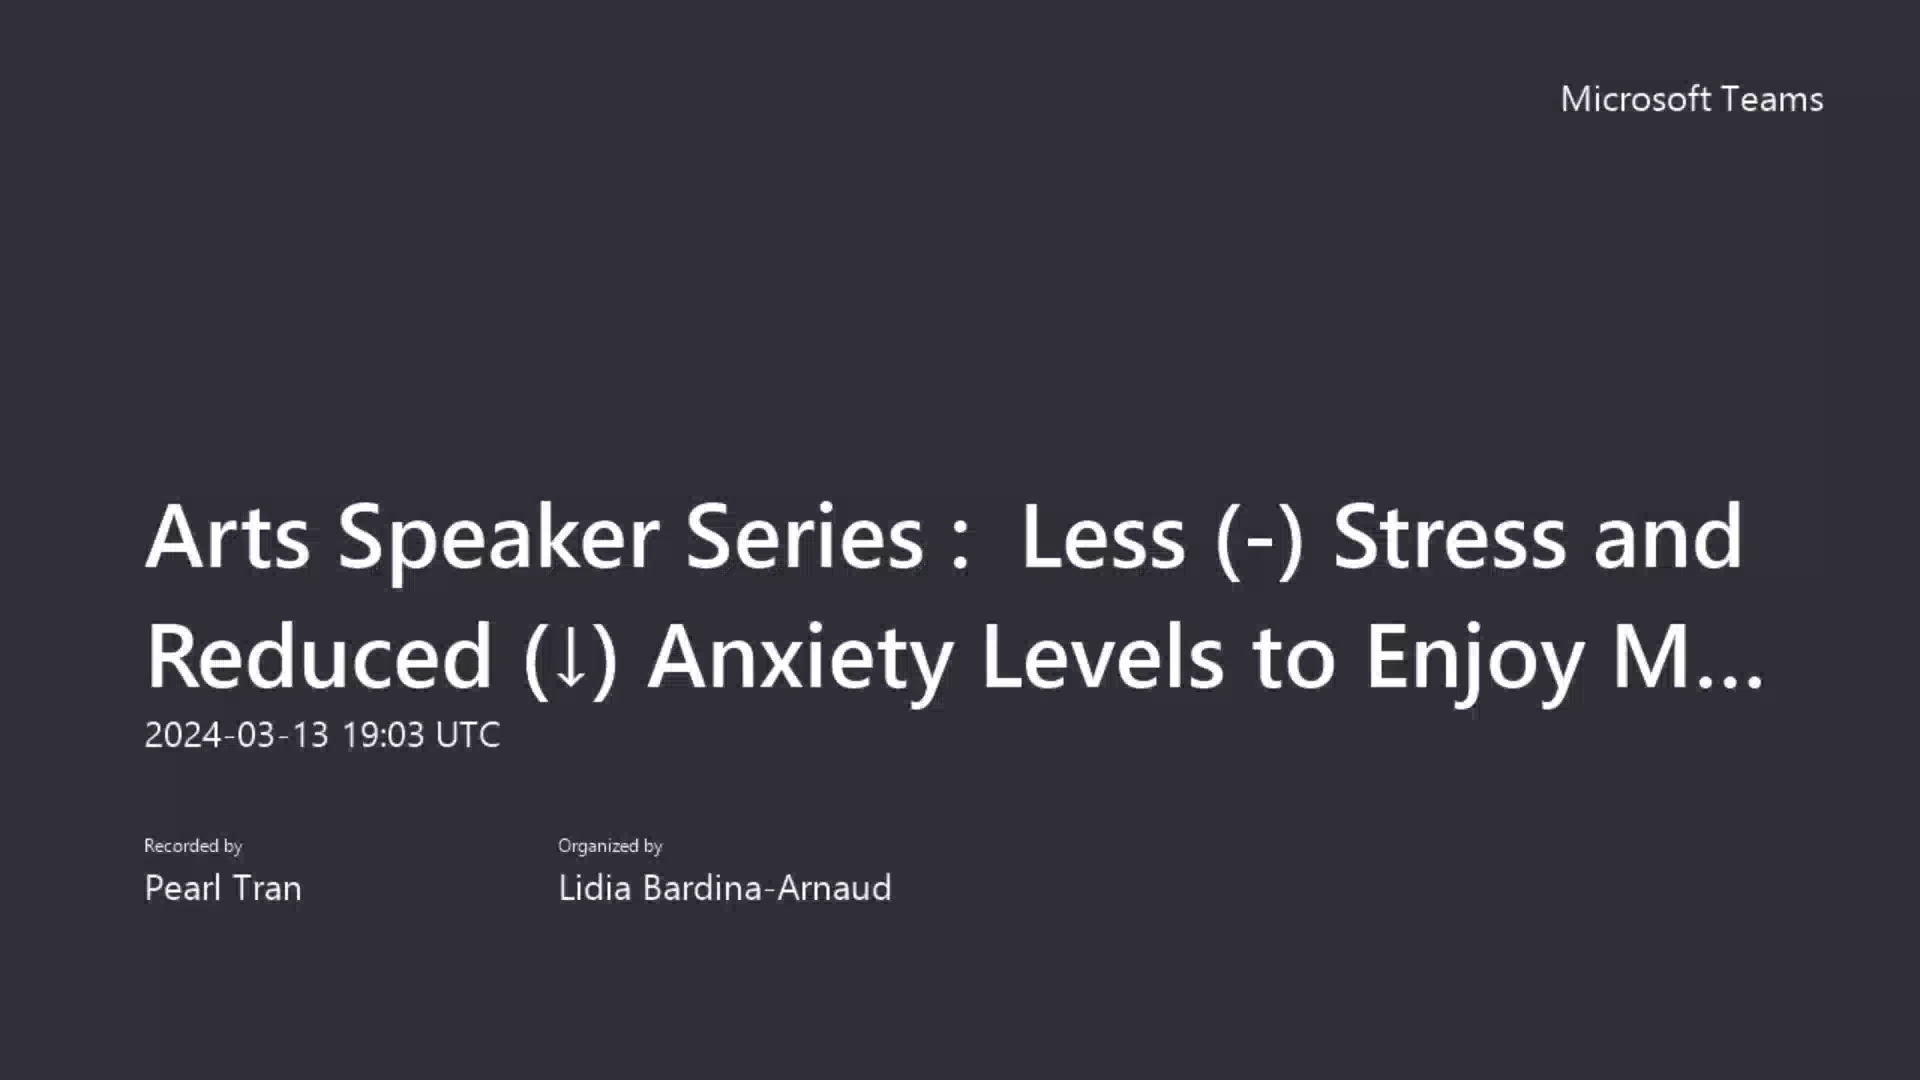 Microsoft Teams
Arts Speaker Series :  Less (-) Stress and
Reduced (↓) Anxiety Levels to Enjoy M...
2024-03-13 19:03 UTC
Recorded by
Organized by
Pearl Tran
Lidia Bardina-Arnaud